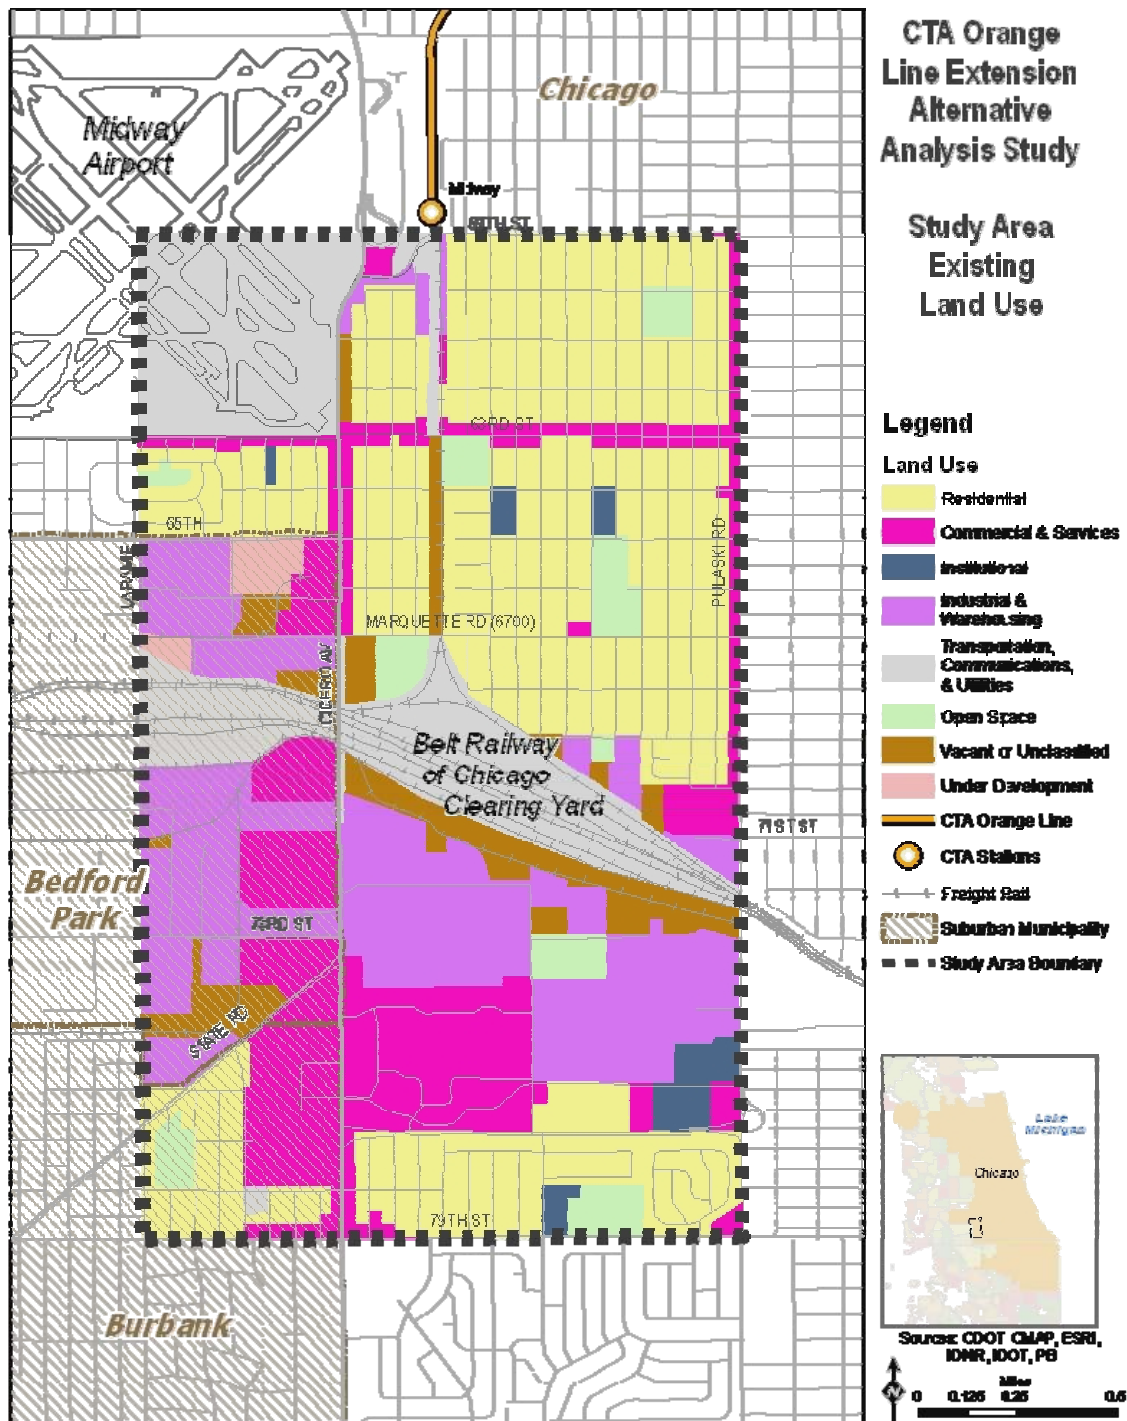 CTA Orange
Line Extension
Alternative
Analysis Study
Study Area
Existing
Land Use
Chicago
Midway
Airport
Midway
63RD ST
65TH
LARAMIE
PULASKI RD
MARQUETTE RD (6700)
CICERO AV
Belt Railway
of Chicago
Clearing Yard
71ST ST
Bedford
Park
73RD ST
STATE RD
79TH ST
Burbank
Legend
Land Use
Residential
Commercial & Services
Institutional
Industrial &
Warehousing
Transportation,
Communications,
& Utilities
Open Space
Vacant or Unclassified
Under Development
CTA Orange Line
CTA Stations
Freight Rail
Suburban Municipality
Study Area Boundary
Lake
Michigan
Chicago
Sources: CDOT CMAP, ESRI,
IDNR, IDOT, PB
N
Miles
0 0.125 0.25 0.5